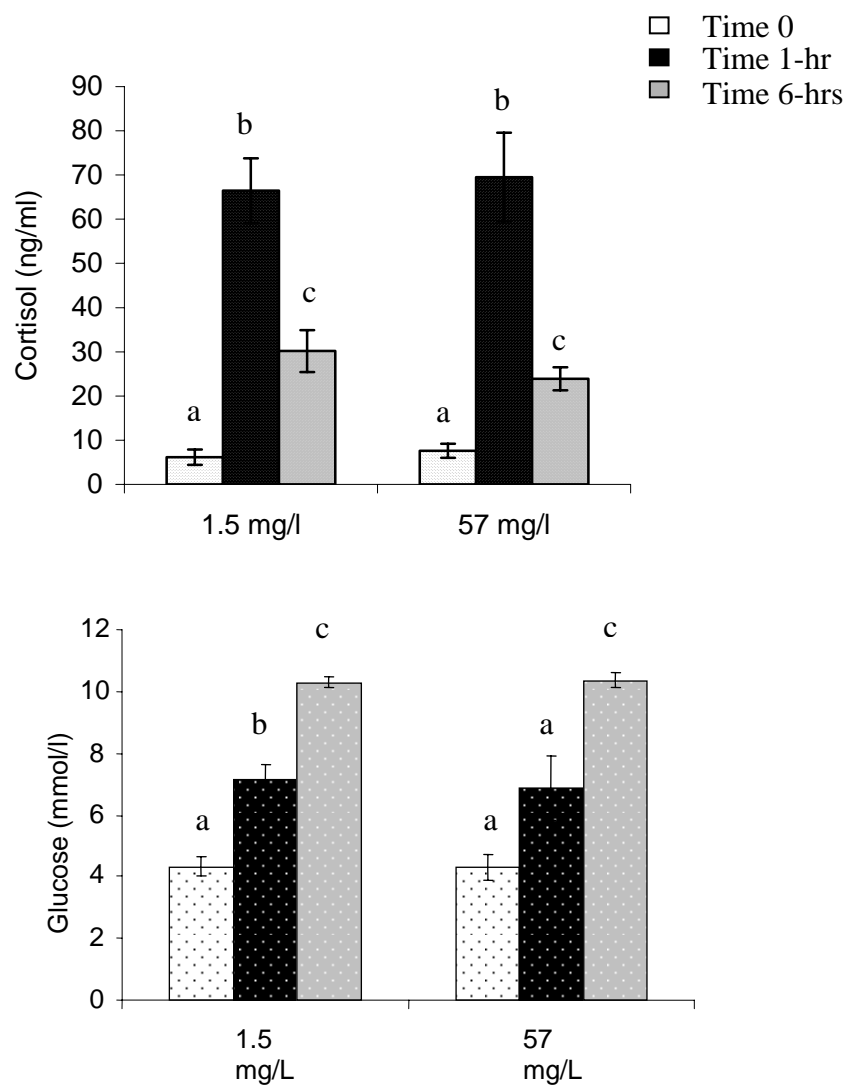 Time 0
Time 1-hr
Time 6-hrs
90
80
70
60
50
40
30
20
10
0
Cortisol (ng/ml)
a
b
c
a
b
c
1.5 mg/l
57 mg/l
12
10
8
6
4
2
0
Glucose (mmol/l)
a
b
c
a
a
c
1.5
mg/L
57
mg/L